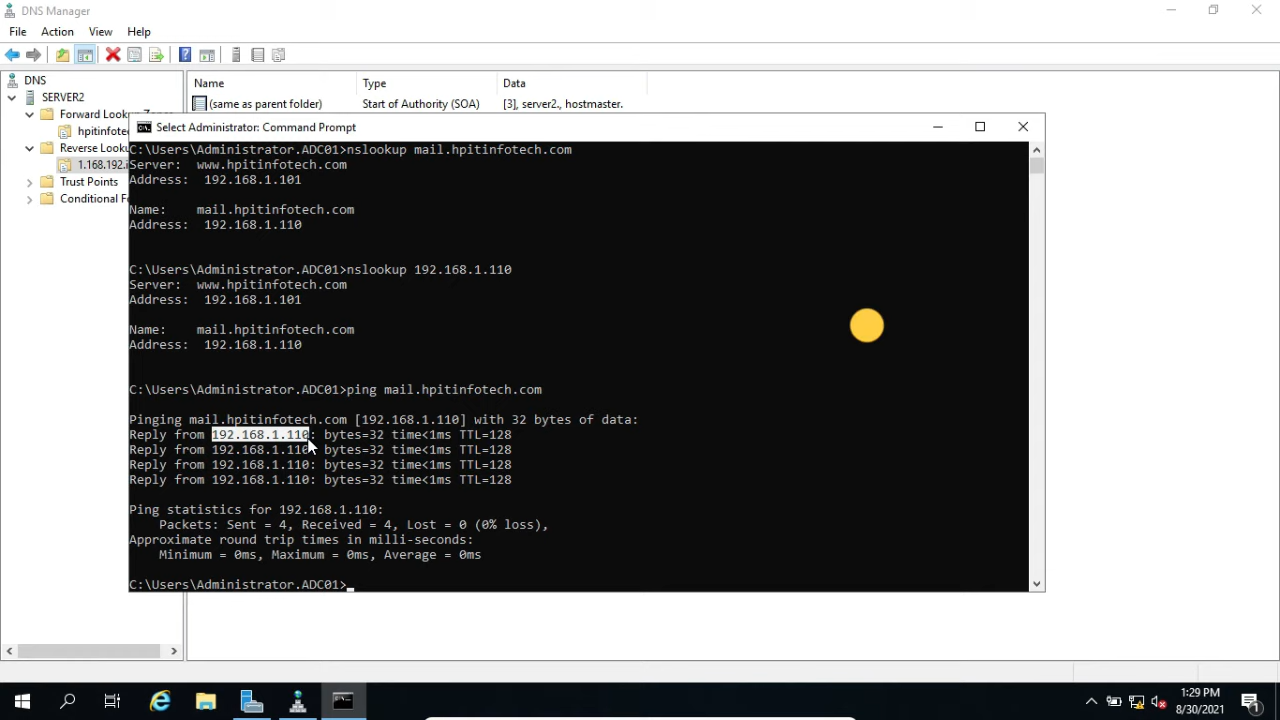 DNS Manager
File Action View Help
DNS
SERVER2
Forward Lookup Zones
hpitinfotec
Reverse Looku
1.168.192.
Trust Points
Conditional F
Name Type Data
(same as parent folder) Start of Authority (SOA) [3], server2., hostmaster.
Select Administrator: Command Prompt
C:\Users\Administrator.ADC01>nslookup mail.hpitinfotech.com
Server: www.hpitinfotech.com
Address: 192.168.1.101
Name: mail.hpitinfotech.com
Address: 192.168.1.110
C:\Users\Administrator.ADC01>nslookup 192.168.1.110
Server: www.hpitinfotech.com
Address: 192.168.1.101
Name: mail.hpitinfotech.com
Address: 192.168.1.110
C:\Users\Administrator.ADC01>ping mail.hpitinfotech.com
Pinging mail.hpitinfotech.com [192.168.1.110] with 32 bytes of data:
Reply from 192.168.1.110: bytes=32 time<1ms TTL=128
Reply from 192.168.1.110: bytes=32 time<1ms TTL=128
Reply from 192.168.1.110: bytes=32 time<1ms TTL=128
Reply from 192.168.1.110: bytes=32 time<1ms TTL=128
Ping statistics for 192.168.1.110:
Packets: Sent = 4, Received = 4, Lost = 0 (0% loss),
Approximate round trip times in milli-seconds:
Minimum = 0ms, Maximum = 0ms, Average = 0ms
C:\Users\Administrator.ADC01>
1:29 PM
8/30/2021
1